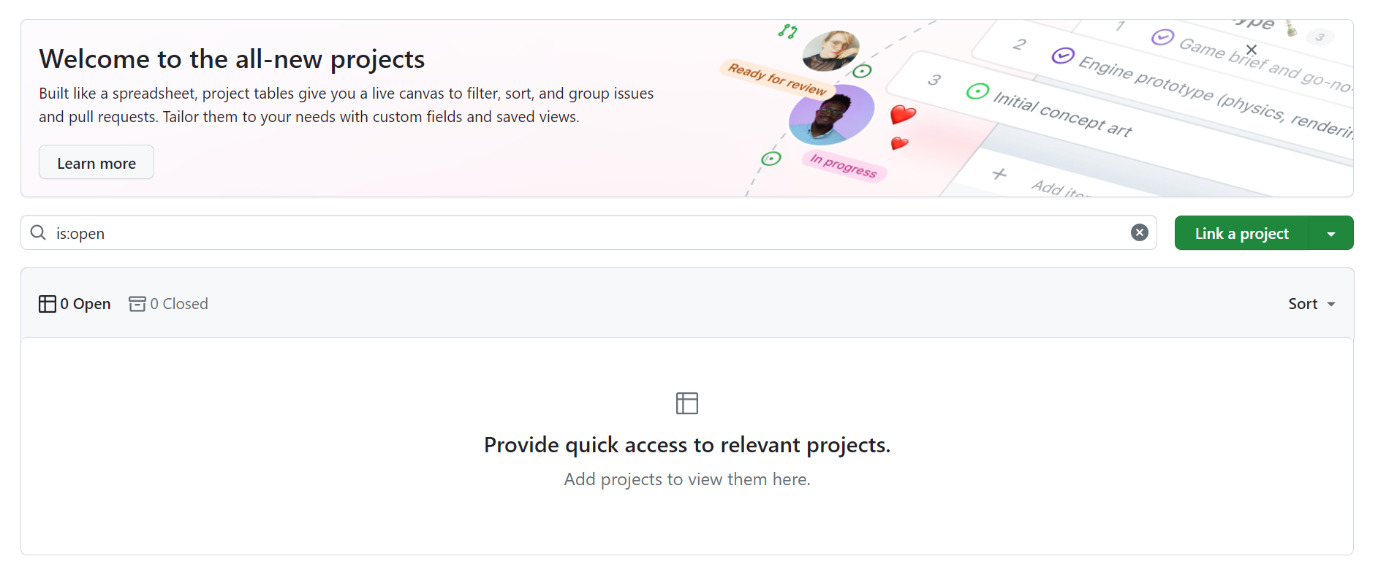 Welcome to the all-new projects
Built like a spreadsheet, project tables give you a live canvas to filter, sort, and group issues
and pull requests. Tailor them to your needs with custom fields and saved views.
Learn more
Ready for review
In progress
3
1 Game brief and go-no-
2 Engine prototype (physics, renderin
3 Initial concept art
+ Add
is:open
Link a project
0 Open 0 Closed
Sort
Provide quick access to relevant projects.
Add projects to view them here.